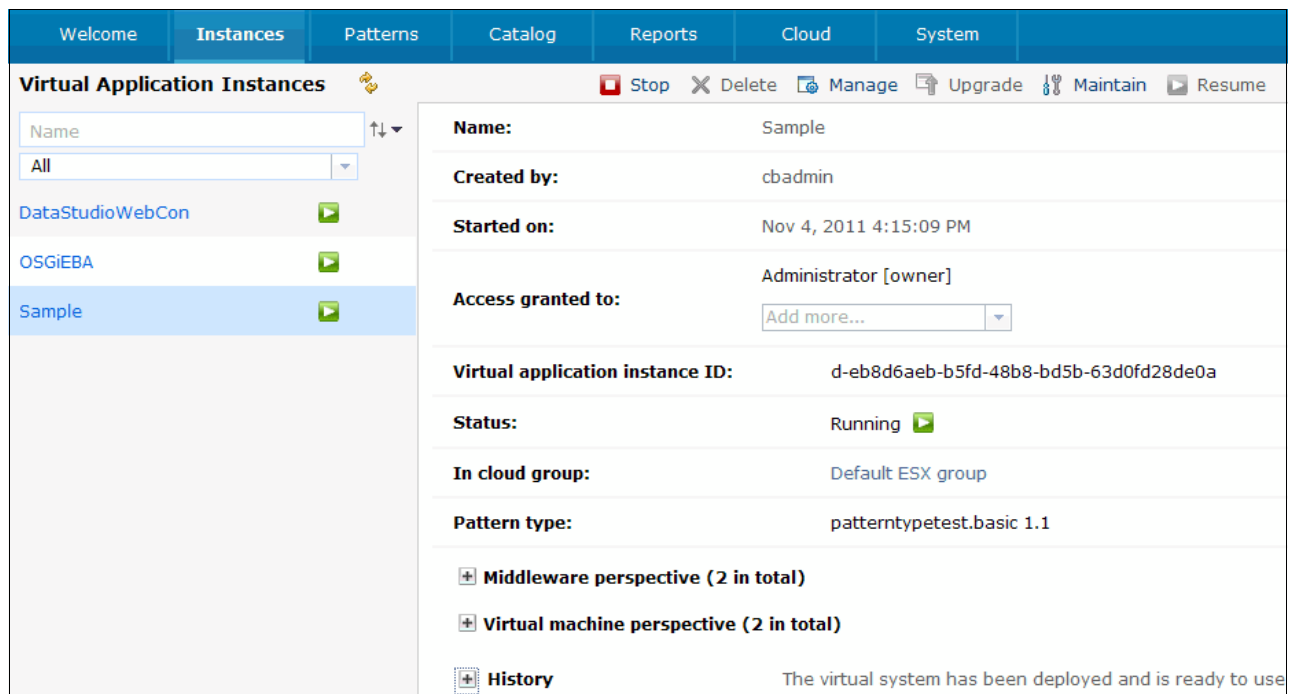 Welcome Instances Patterns Catalog Reports Cloud System
Virtual Application Instances
Stop Delete Manage Upgrade Maintain Resume
Name
All
DataStudioWebCon
OSGiEBA
Sample
Name: Sample
Created by: cbadmin
Started on: Nov 4, 2011 4:15:09 PM
Access granted to: Administrator [owner]
Add more...
Virtual application instance ID: d-eb8d6aeb-b5fd-48b8-bd5b-63d0fd28de0a
Status: Running
In cloud group: Default ESX group
Pattern type: patterntypetest.basic 1.1
Middleware perspective (2 in total)
Virtual machine perspective (2 in total)
History The virtual system has been deployed and is ready to use